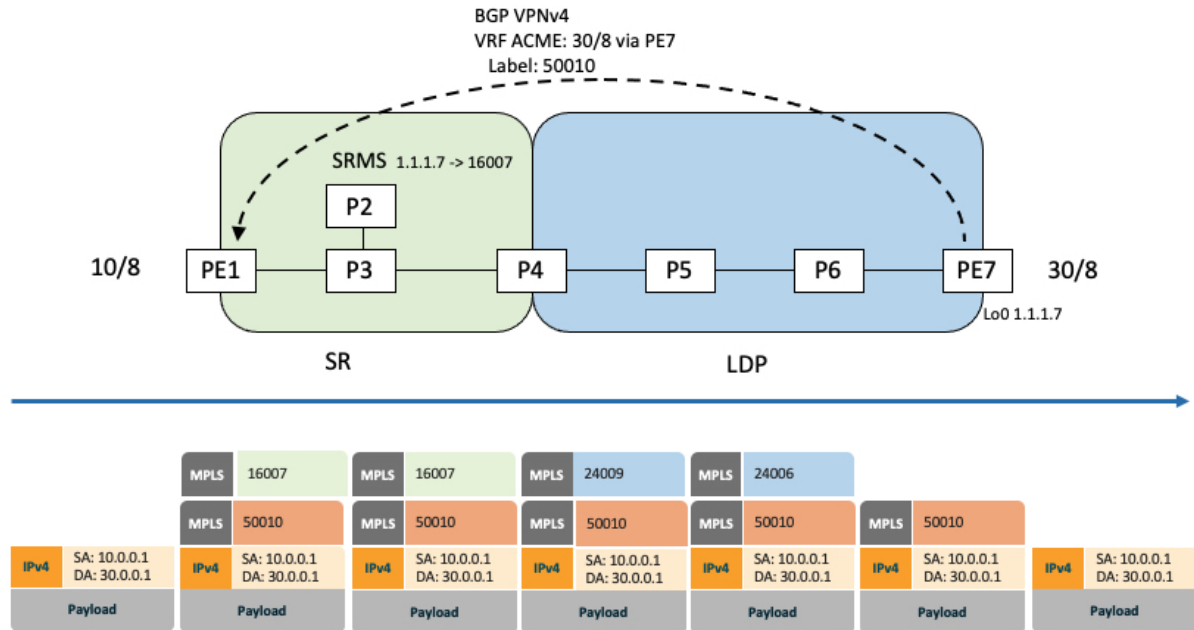 BGP VPNv4
VRF ACME: 30/8 via PE7
Label: 50010
SRMS 1.1.1.7 -> 16007
P2
10/8 PE1 P3 P4 P5 P6 PE7 30/8
Lo0 1.1.1.7
SR LDP
MPLS 16007 MPLS 16007 MPLS 24009 MPLS 24006
MPLS 50010 MPLS 50010 MPLS 50010 MPLS 50010 MPLS 50010
IPv4 SA: 10.0.0.1 DA: 30.0.0.1 IPv4 SA: 10.0.0.1 DA: 30.0.0.1 IPv4 SA: 10.0.0.1 DA: 30.0.0.1 IPv4 SA: 10.0.0.1 DA: 30.0.0.1 IPv4 SA: 10.0.0.1 DA: 30.0.0.1 IPv4 SA: 10.0.0.1 DA: 30.0.0.1 IPv4 SA: 10.0.0.1 DA: 30.0.0.1
Payload Payload Payload Payload Payload Payload Payload